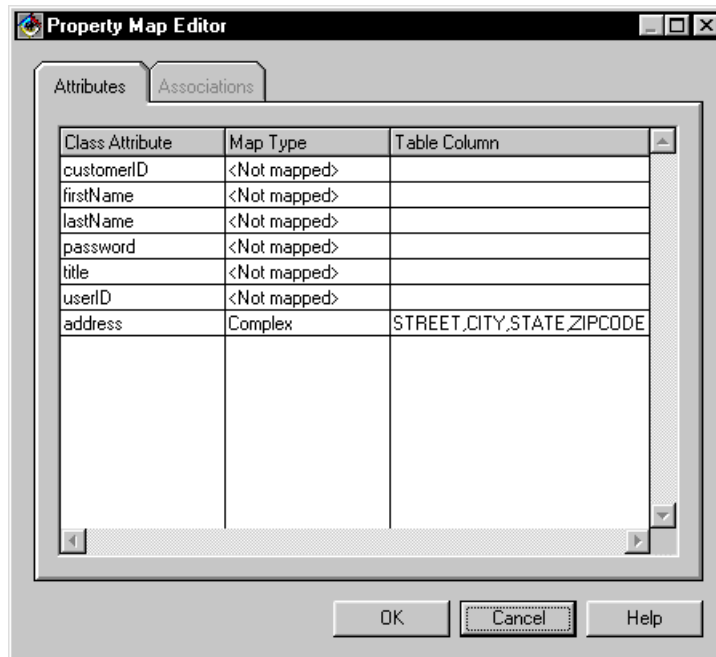 Property Map Editor
Attributes Associations
Class Attribute Map Type Table Column
customerID <Not mapped>
firstName <Not mapped>
lastName <Not mapped>
password <Not mapped>
title <Not mapped>
userID <Not mapped>
address Complex STREET,CITY,STATE,ZIPCODE
OK Cancel Help